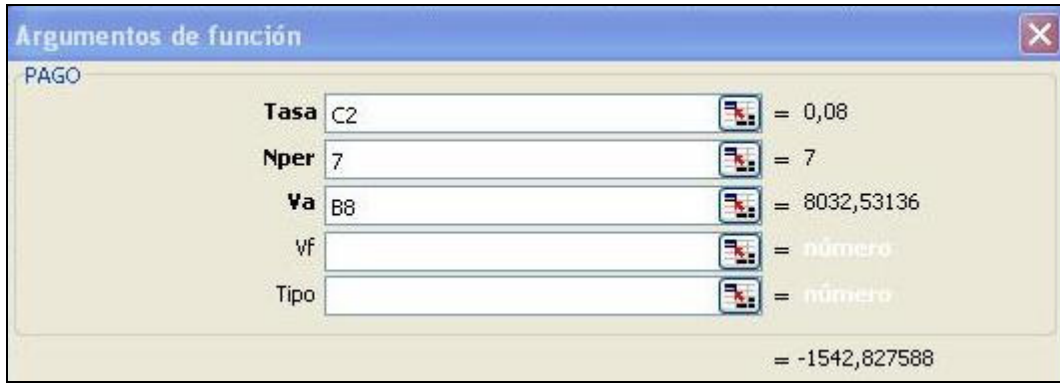 Argumentos de función
PAGO
Tasa C2 = 0,08
Nper 7 = 7
Va B8 = 8032,53136
Vf = número
Tipo = número
= -1542,827588